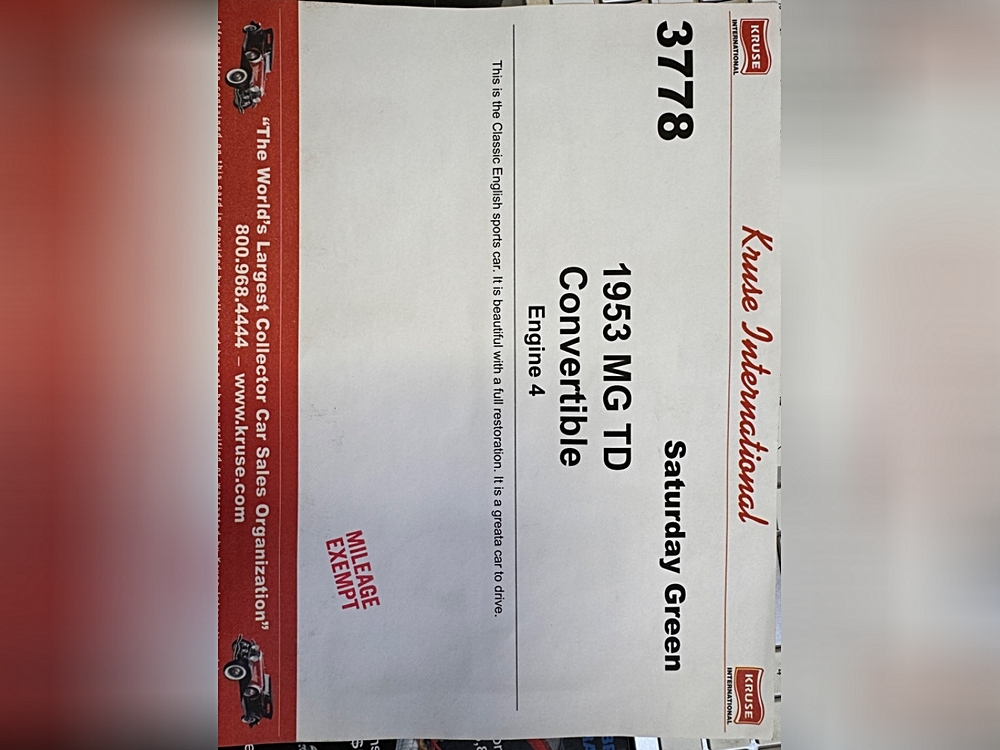 KRUSE
INTERNATIONAL
Kruse International
KRUSE
INTERNATIONAL
3778
Saturday Green
1953 MG TD
Convertible
Engine 4
This is the Classic English sports car. It is beautiful with a full restoration. It is a greata car to drive.
MILEAGE
EXEMPT
“The World’s Largest Collector Car Sales Organization”
800.968.4444 – www.kruse.com